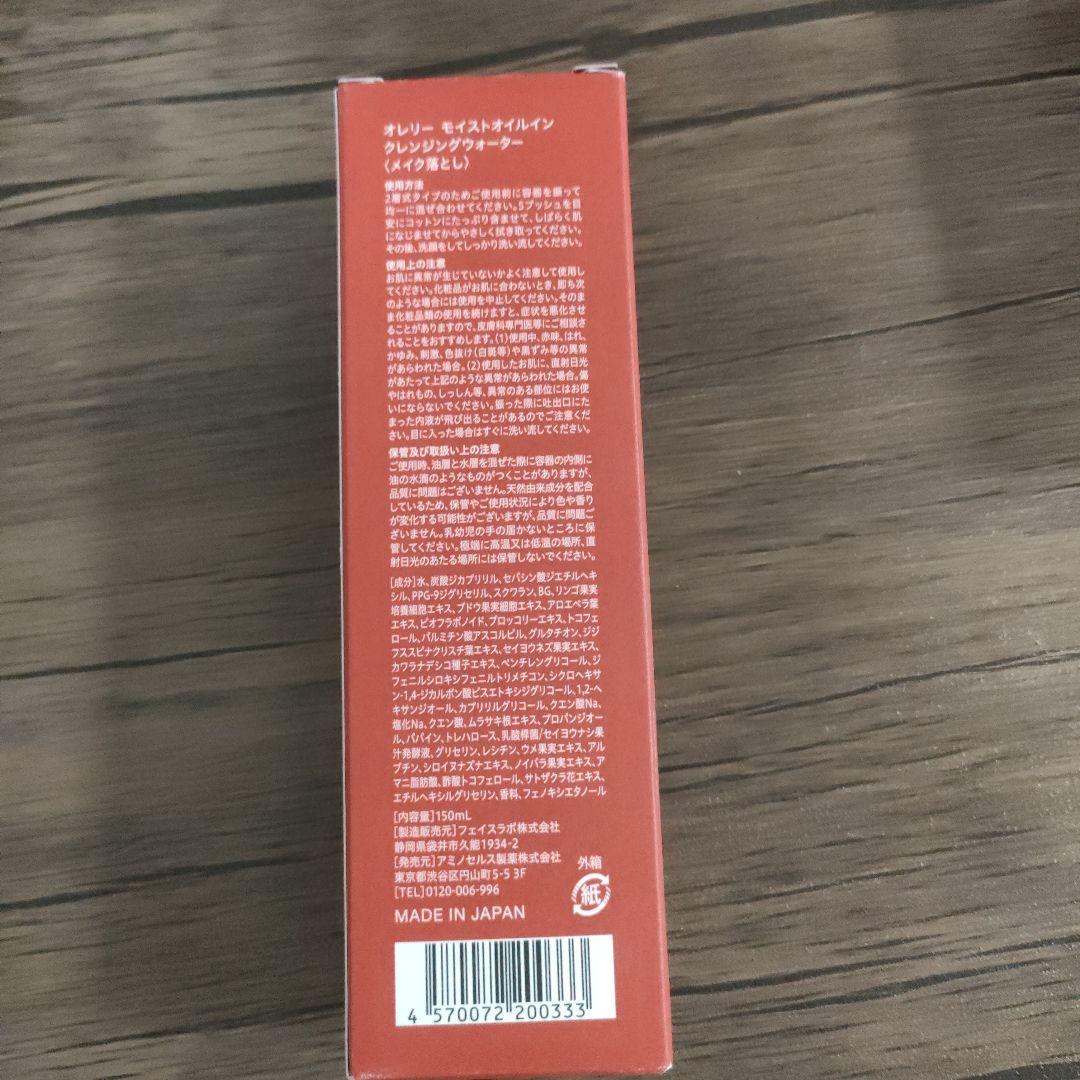 オレリー モイストオイルイン
クレンジングウォーター
〈メイク落とし〉
使用方法
2層式タイプのためご使用前に容器を振って
均一に混ぜ合わせてください。5プッシュを目
安にコットンにたっぷり含ませて、しばらく肌
になじませてからやさしく拭き取ってください。
その後、洗顔をしてしっかり洗い流してください。
使用上の注意
お肌に異常が生じていないかよく注意して使用し
てください。化粧品がお肌に合わないとき、即ち次
のような場合には使用を中止してください。そのま
ま化粧品類の使用を続けますと、症状を悪化させ
ることがありますので、皮膚科専門医等にご相談さ
れることをおすすめします。(1)使用中、赤味、はれ、
かゆみ、刺激、色抜け(白斑等)や黒ずみ等の異常
があらわれた場合。(2)使用したお肌に、直射日光
があたって上記のような異常があらわれた場合。傷
やはれもの、しっしん等、異常のある部位にはお使
いにならないでください。振った際に吐出口にた
まった内液が飛び出ることがあるのでご注意くだ
さい。目に入った場合はすぐに洗い流してください。
保管及び取扱い上の注意
ご使用時、油層と水層を混ぜた際に容器の内側に
油の水滴のようなものがつくことがありますが、
品質に問題はございません。天然由来成分を配合
しているため、保管やご使用状況により色や香り
が変化する可能性がございますが、品質に問題ご
ざいません。乳幼児の手の届かないところに保
管してください。極端に高温又は低温の場所、直
射日光のあたる場所には保管しないでください。
[成分]水、炭酸ジカプリリル、セバシン酸ジエチルヘキ
シル、PPG-9ジグリセリル、スクワラン、BG、リンゴ果実
培養細胞エキス、ブドウ果実細胞エキス、アロエベラ葉
エキス、ビオフラボノイド、ブロッコリーエキス、トコフェ
ロール、パルミチン酸アスコルビル、グルタチオン、ジジ
フススピナクリスチ葉エキス、セイヨウネズ果実エキス、
カワラナデシコ種子エキス、ペンチレングリコール、ジ
フェニルシロキシフェニルトリメチコン、シクロヘキサ
ン-1,4-ジカルボン酸ビスエトキシジグリコール、1,2-ヘ
キサンジオール、カプリリルグリコール、クエン酸Na、
塩化Na、クエン酸、ムラサキ根エキス、プロパンジオー
ル、パパイン、トレハロース、乳酸桿菌/セイヨウナシ果
汁発酵液、グリセリン、レシチン、ウメ果実エキス、アル
ブチン、シロイヌナズナエキス、ノイバラ果実エキス、ア
マニ脂肪酸、酢酸トコフェロール、サトザクラ花エキス、
エチルヘキシルグリセリン、香料、フェノキシエタノール
[内容量]150mL
[製造販売元]フェイスラボ株式会社
静岡県袋井市久能1934-2
[発売元]アミノセルス製薬株式会社
東京都渋谷区円山町5-5 3F
[TEL]0120-006-996
外箱
紙
MADE IN JAPAN
4 570072 200333